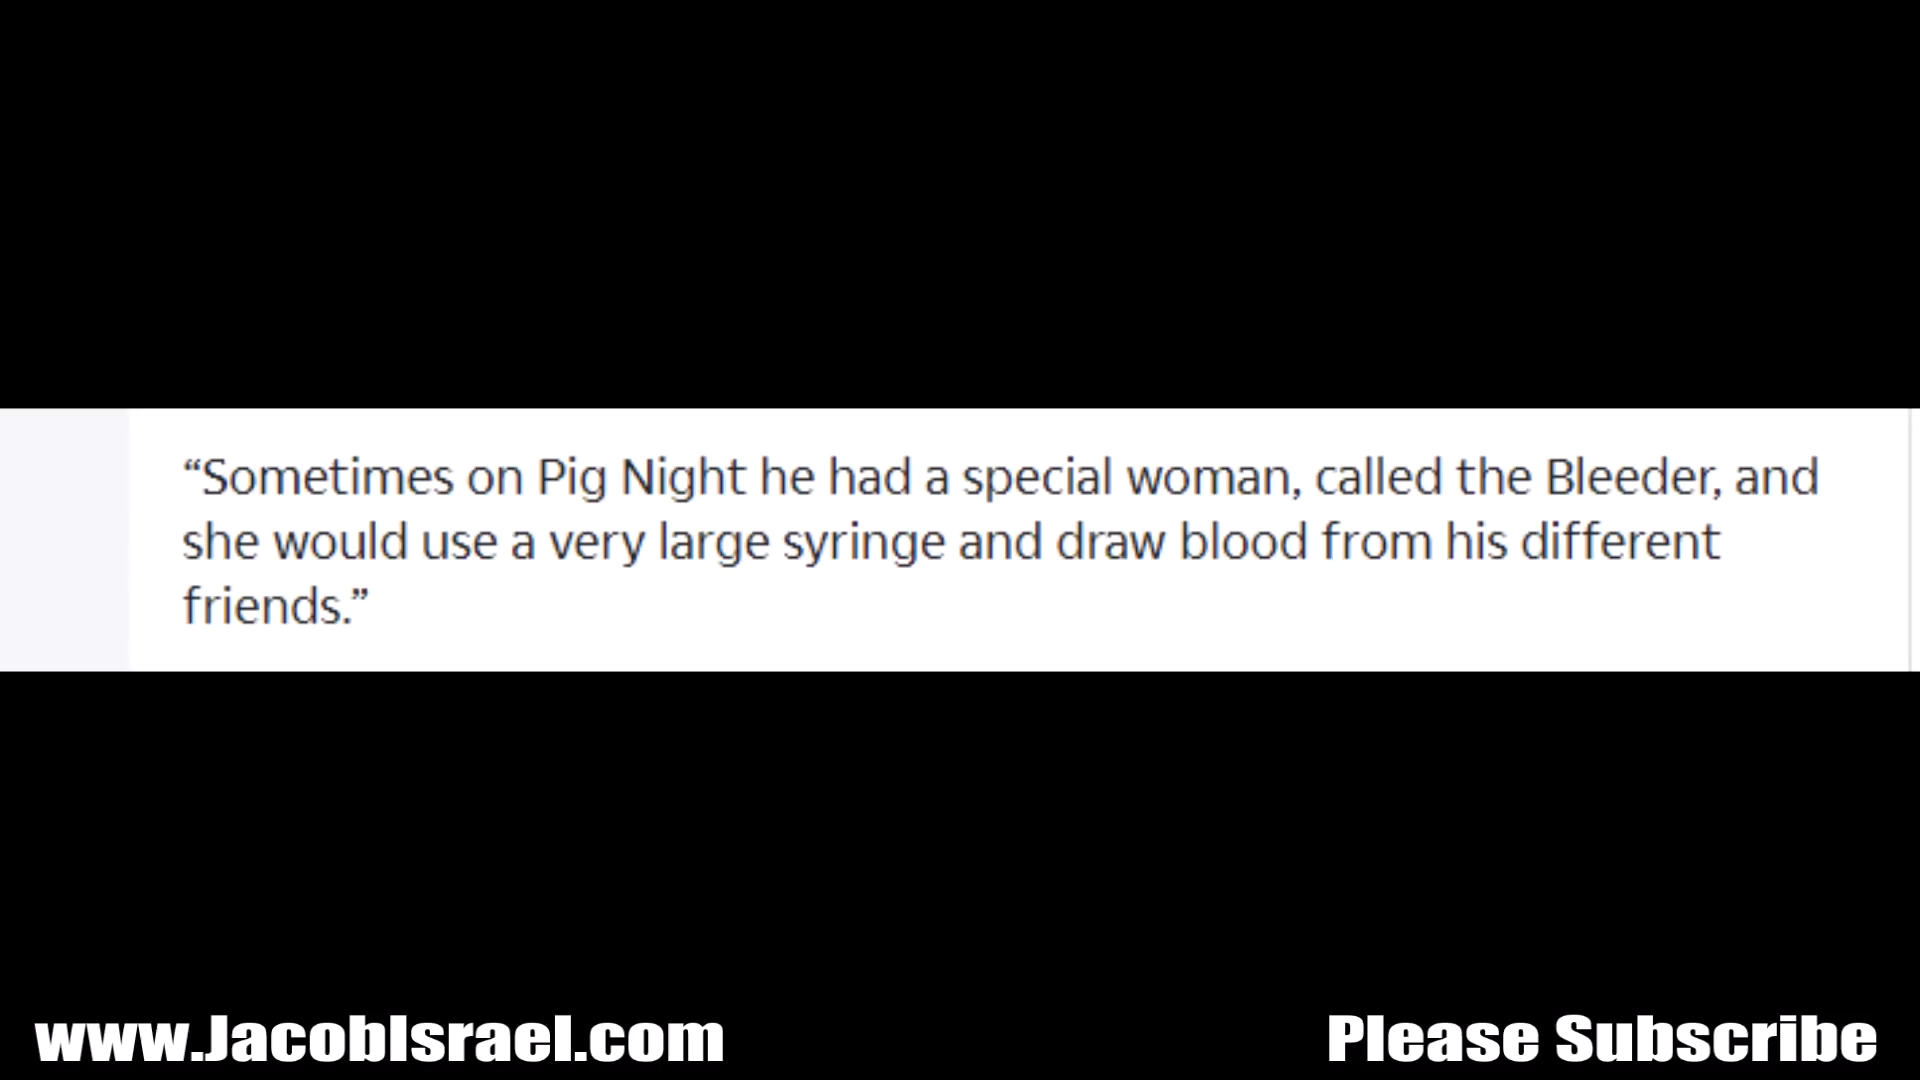 “Sometimes on Pig Night he had a special woman, called the Bleeder, and
she would use a very large syringe and draw blood from his different
friends.”
www.JacobIsrael.com
Please Subscribe